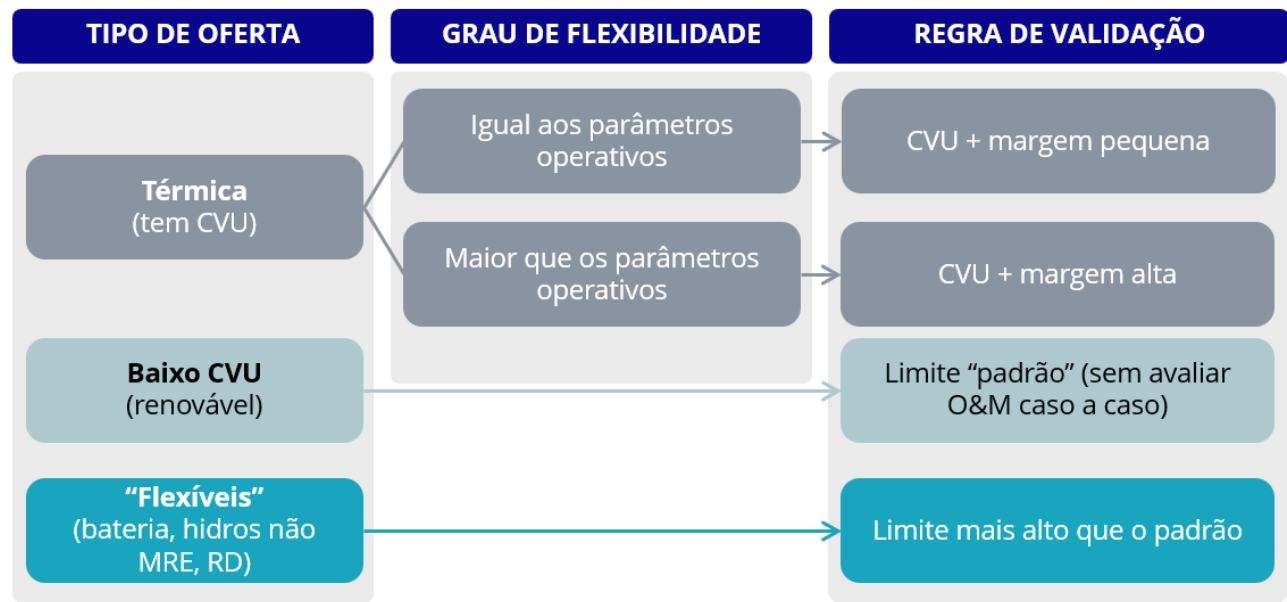 TIPO DE OFERTA
GRAU DE FLEXIBILIDADE
REGRA DE VALIDAÇÃO
Térmica
(tem CVU)
Igual aos parâmetros
operativos
CVU + margem pequena
Maior que os parâmetros
operativos
CVU + margem alta
Baixo CVU
(renovável)
Limite “padrão” (sem avaliar
O&M caso a caso)
“Flexíveis”
(bateria, hidros não
MRE, RD)
Limite mais alto que o padrão